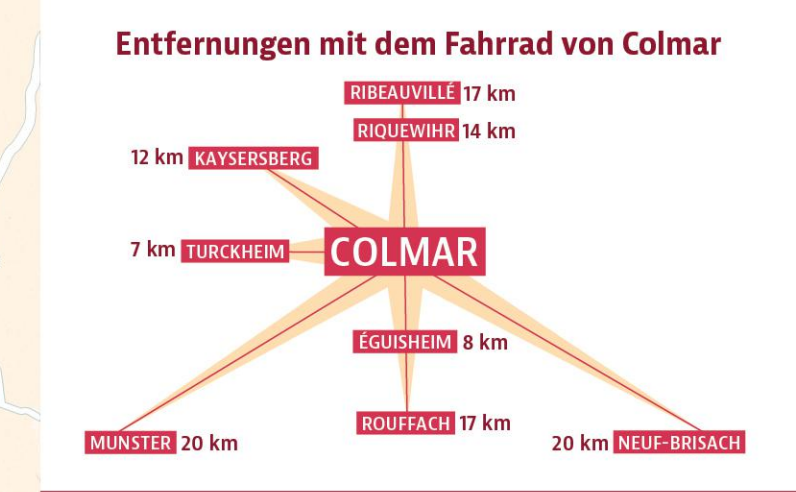 Entfernungen mit dem Fahrrad von Colmar
RIBEAUVILLÉ 17 km
RIQUEWIHR 14 km
12 km KAYSERSBERG
7 km TURCKHEIM
COLMAR
ÉGUISHEIM 8 km
ROUFFACH 17 km
MUNSTER 20 km
20 km NEUF-BRISACH